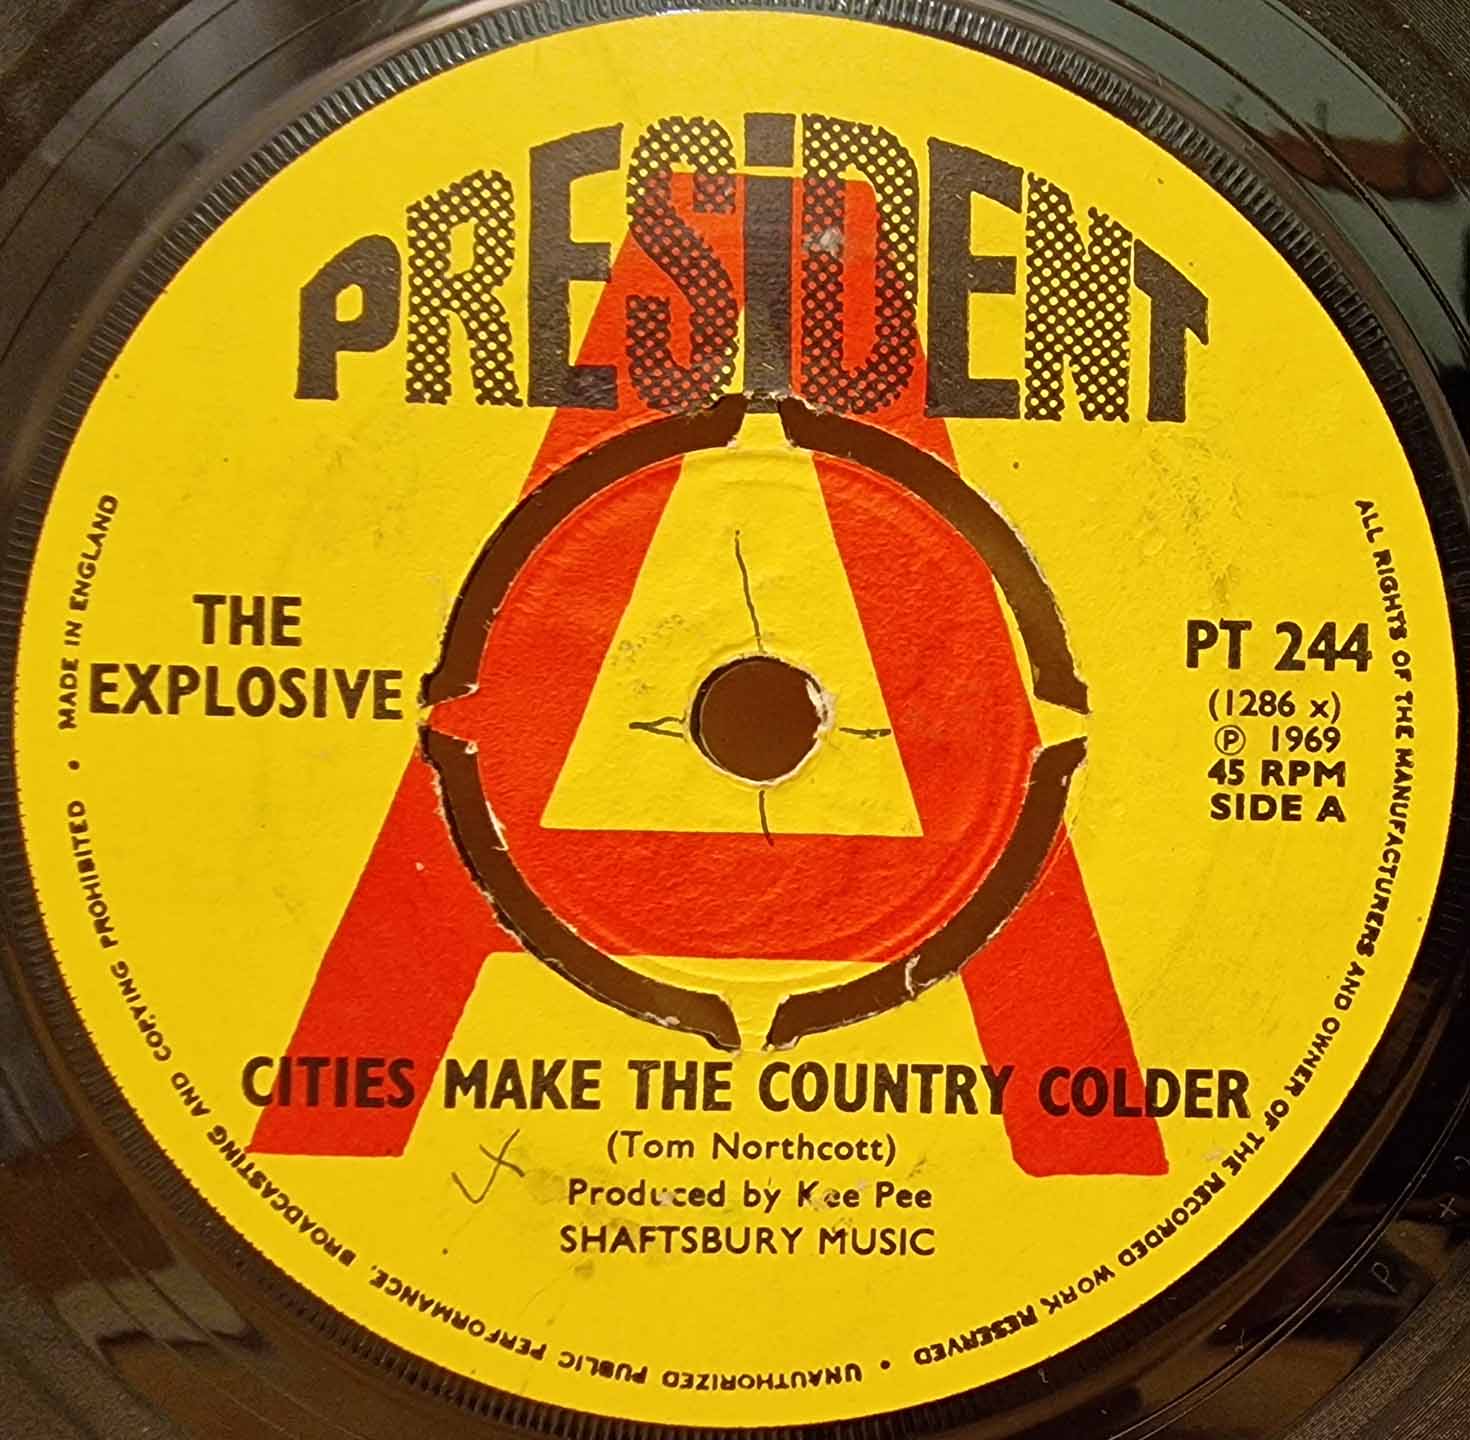 PRESiDENT
A
THE
EXPLOSIVE
PT 244
(1286 x)
Ⓟ 1969
45 RPM
SIDE A
CITIES MAKE THE COUNTRY COLDER
(Tom Northcott)
Produced by Kee Pee
SHAFTSBURY MUSIC
ALL RIGHTS OF THE MANUFACTURERS AND OWNER OF THE RECORDED WORK RESERVED • UNAUTHORIZED PUBLIC PERFORMANCE, BROADCASTING AND COPYING PROHIBITED • MADE IN ENGLAND